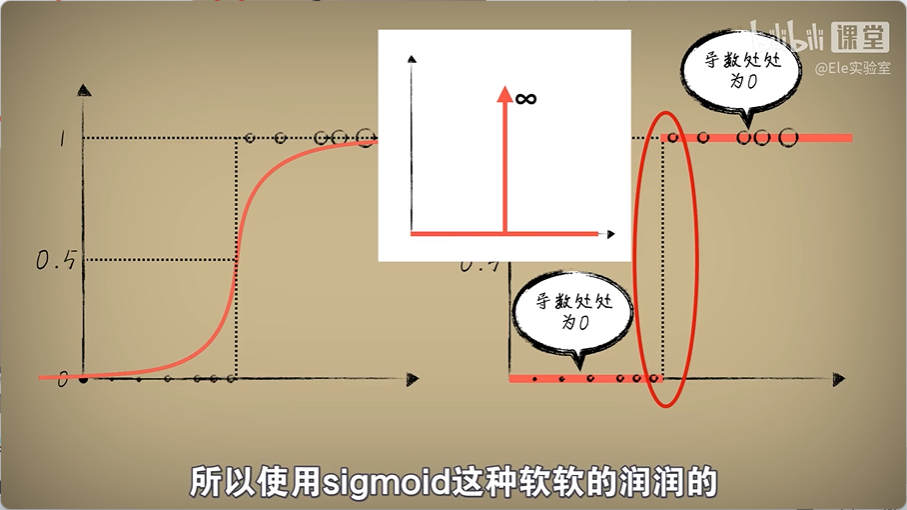 bilibili 课堂
@Ele实验室
导数处处
为0
1
∞
0.5
0.5
导数处处
为0
0
所以使用sigmoid这种软软的润润的